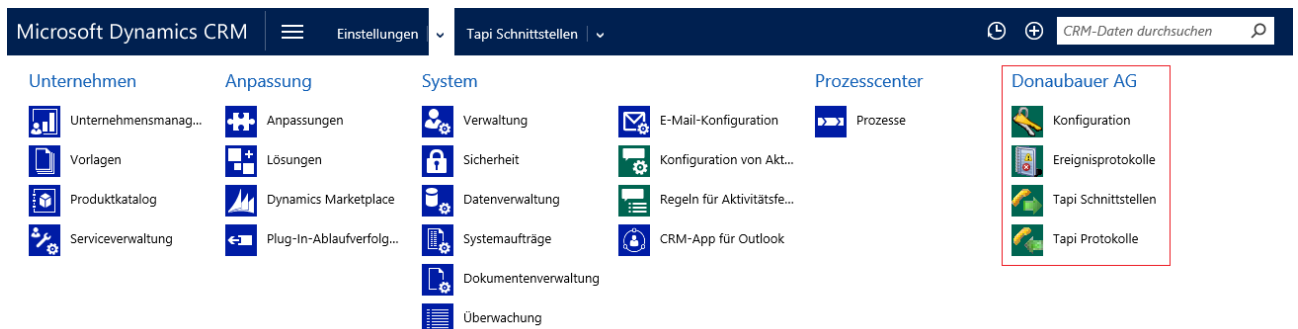 Microsoft Dynamics CRM Einstellungen Tapi Schnittstellen CRM-Daten durchsuchen
Unternehmen
Unternehmensmanag...
Vorlagen
Produktkatalog
Serviceverwaltung
Anpassung
Anpassungen
Lösungen
Dynamics Marketplace
Plug-In-Ablaufverfolg...
System
Verwaltung
Sicherheit
Datenverwaltung
Systemaufträge
Dokumentenverwaltung
Überwachung
E-Mail-Konfiguration
Konfiguration von Akt...
Regeln für Aktivitätsfe...
CRM-App für Outlook
Prozesscenter
Prozesse
Donaubauer AG
Konfiguration
Ereignisprotokolle
Tapi Schnittstellen
Tapi Protokolle